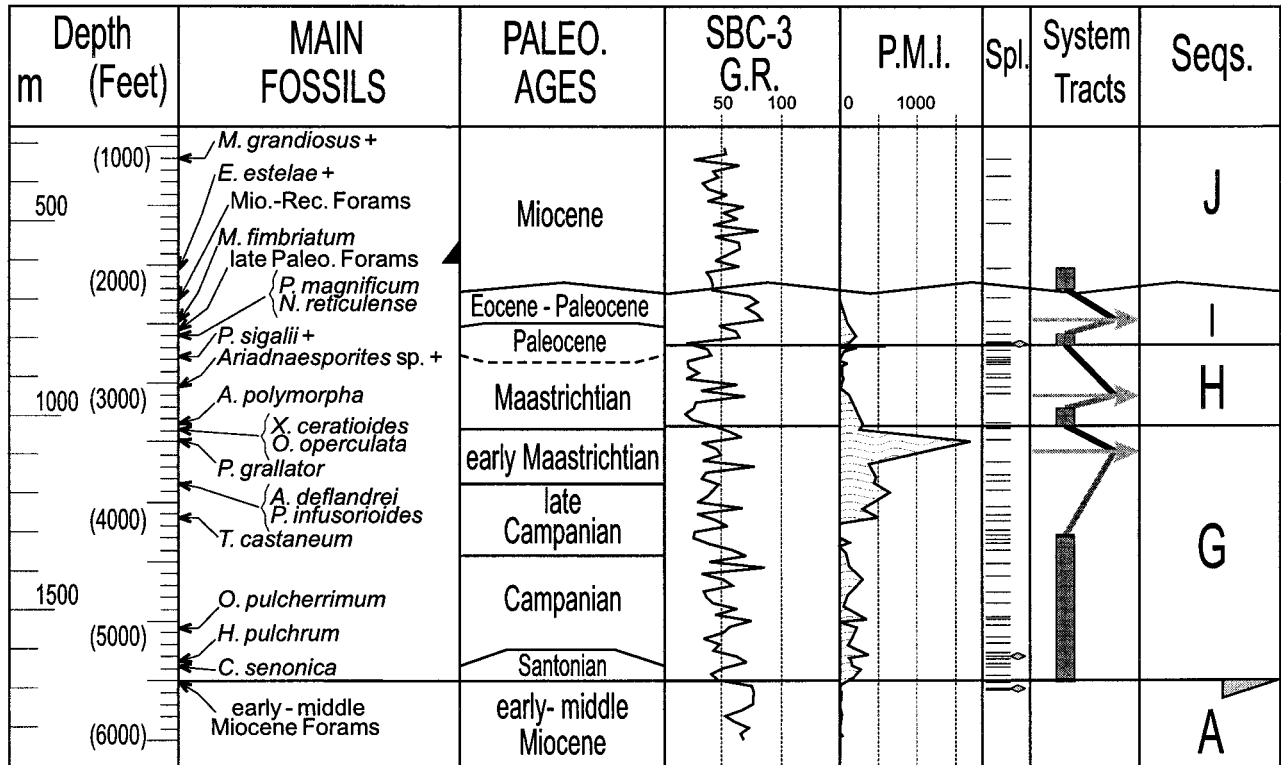 Depth
m (Feet)
MAIN
FOSSILS
PALEO.
AGES
SBC-3
G.R.
50 100
P.M.I.
0 1000
Spl.
System
Tracts
Seqs.
(1000)
500
(2000)
(3000)
1000
(4000)
1500
(5000)
(6000)
M. grandiosus +
E. estelae +
Mio.-Rec. Forams
M. fimbriatum
late Paleo. Forams
P. magnificum
N. reticulense
P. sigalii +
Ariadnaesporites sp. +
A. polymorpha
X. ceratioides
O. operculata
P. grallator
A. deflandrei
P. infusorioides
T. castaneum
O. pulcherrimum
H. pulchrum
C. senonica
early - middle
Miocene Forams
Miocene
Eocene - Paleocene
Paleocene
Maastrichtian
early Maastrichtian
late
Campanian
Campanian
Santonian
early- middle
Miocene
J
I
H
G
A